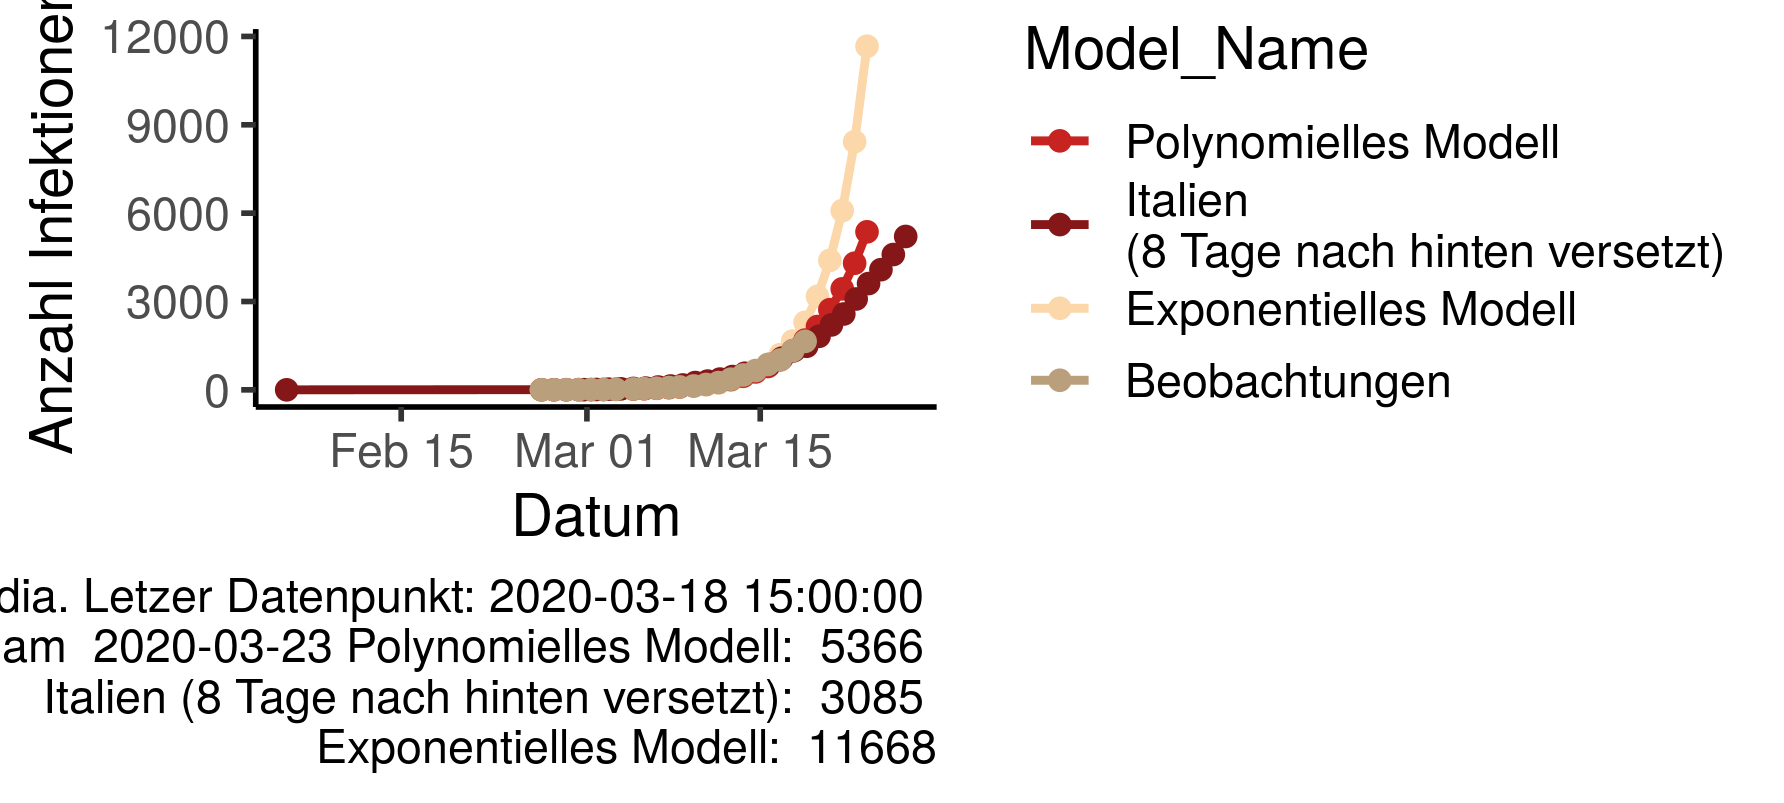 12000
9000
6000
3000
0
Feb 15 Mar 01 Mar 15
Datum
Anzahl
Model_Name
Polynomielles Modell
Italien
(8 Tage nach hinten versetzt)
Exponentielles Modell
Beobachtungen
Letzer Datenpunkt: 2020-03-18 15:00:00
am 2020-03-23 Polynomielles Modell: 5366
Italien (8 Tage nach hinten versetzt): 3085
Exponentielles Modell: 11668